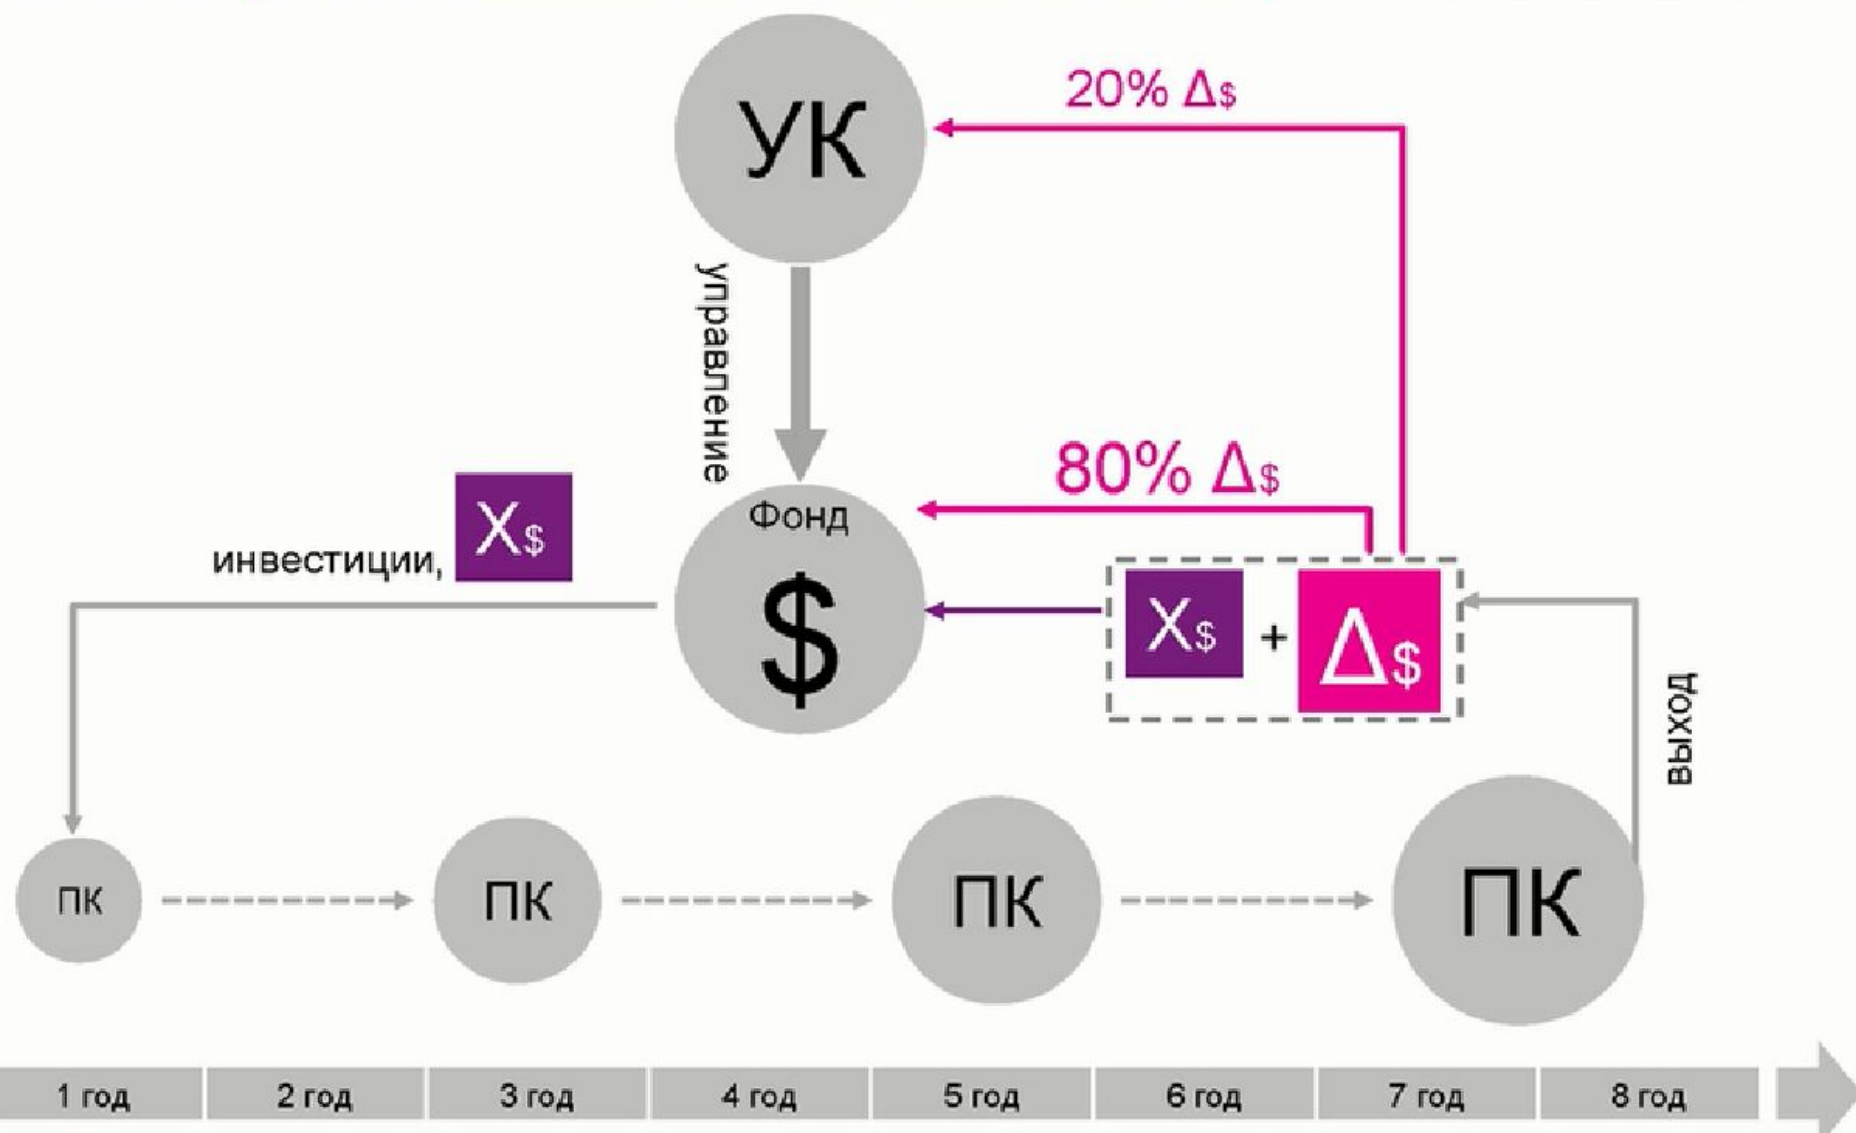 УК
20% Δ$
управление
80% Δ$
инвестиции, X$
Фонд
$
X$ + Δ$
выход
ПК
ПК
ПК
ПК
1 год
2 год
3 год
4 год
5 год
6 год
7 год
8 год